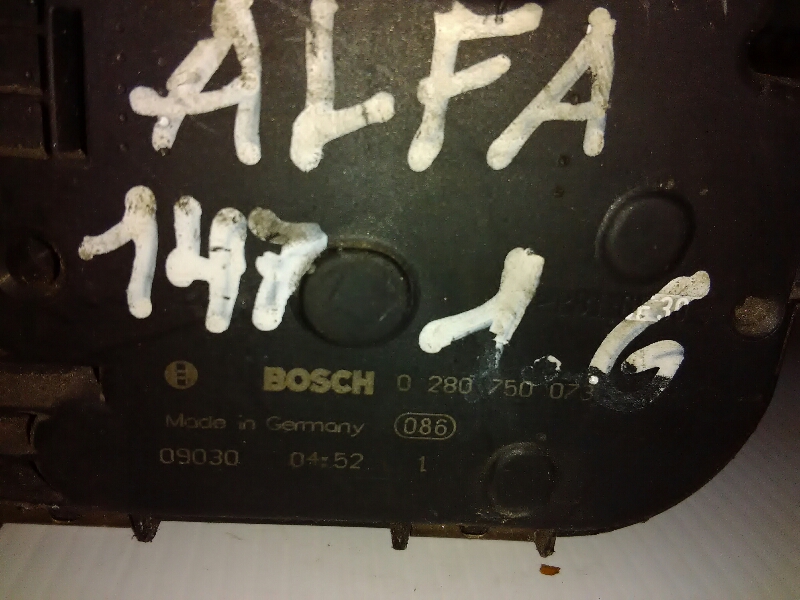 ALFA
147 1.6
BOSCH 0 280 750 073
Made in Germany 086
09030 04:52 1